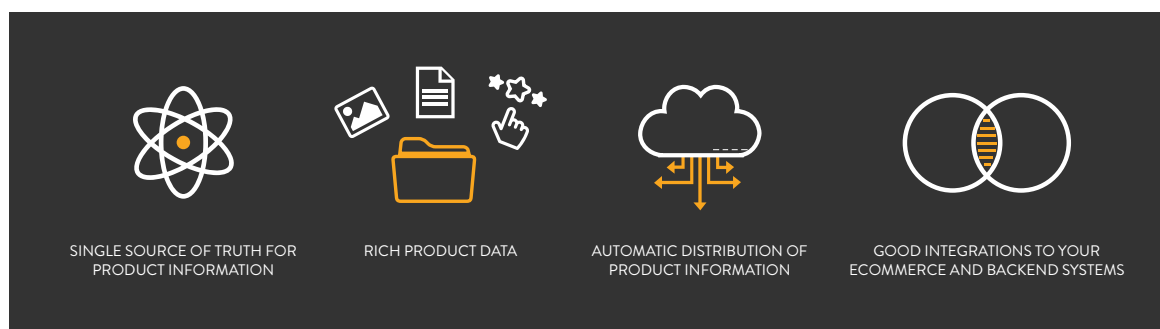 SINGLE SOURCE OF TRUTH FOR
PRODUCT INFORMATION
RICH PRODUCT DATA
AUTOMATIC DISTRIBUTION OF
PRODUCT INFORMATION
GOOD INTEGRATIONS TO YOUR
ECOMMERCE AND BACKEND SYSTEMS